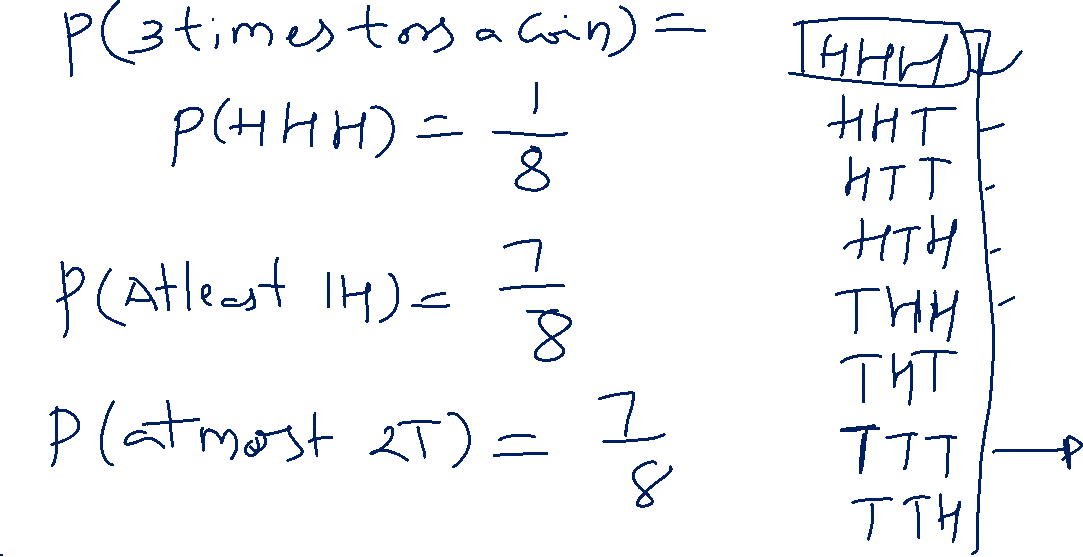 P(3 times toss a Coin) =
P(HHH) = 1/8
P(Atleast 1H) = 7/8
P(atmost 2T) = 7/8
HHH
HHT
HTT
HTH
THH
THT
TTT
TTH